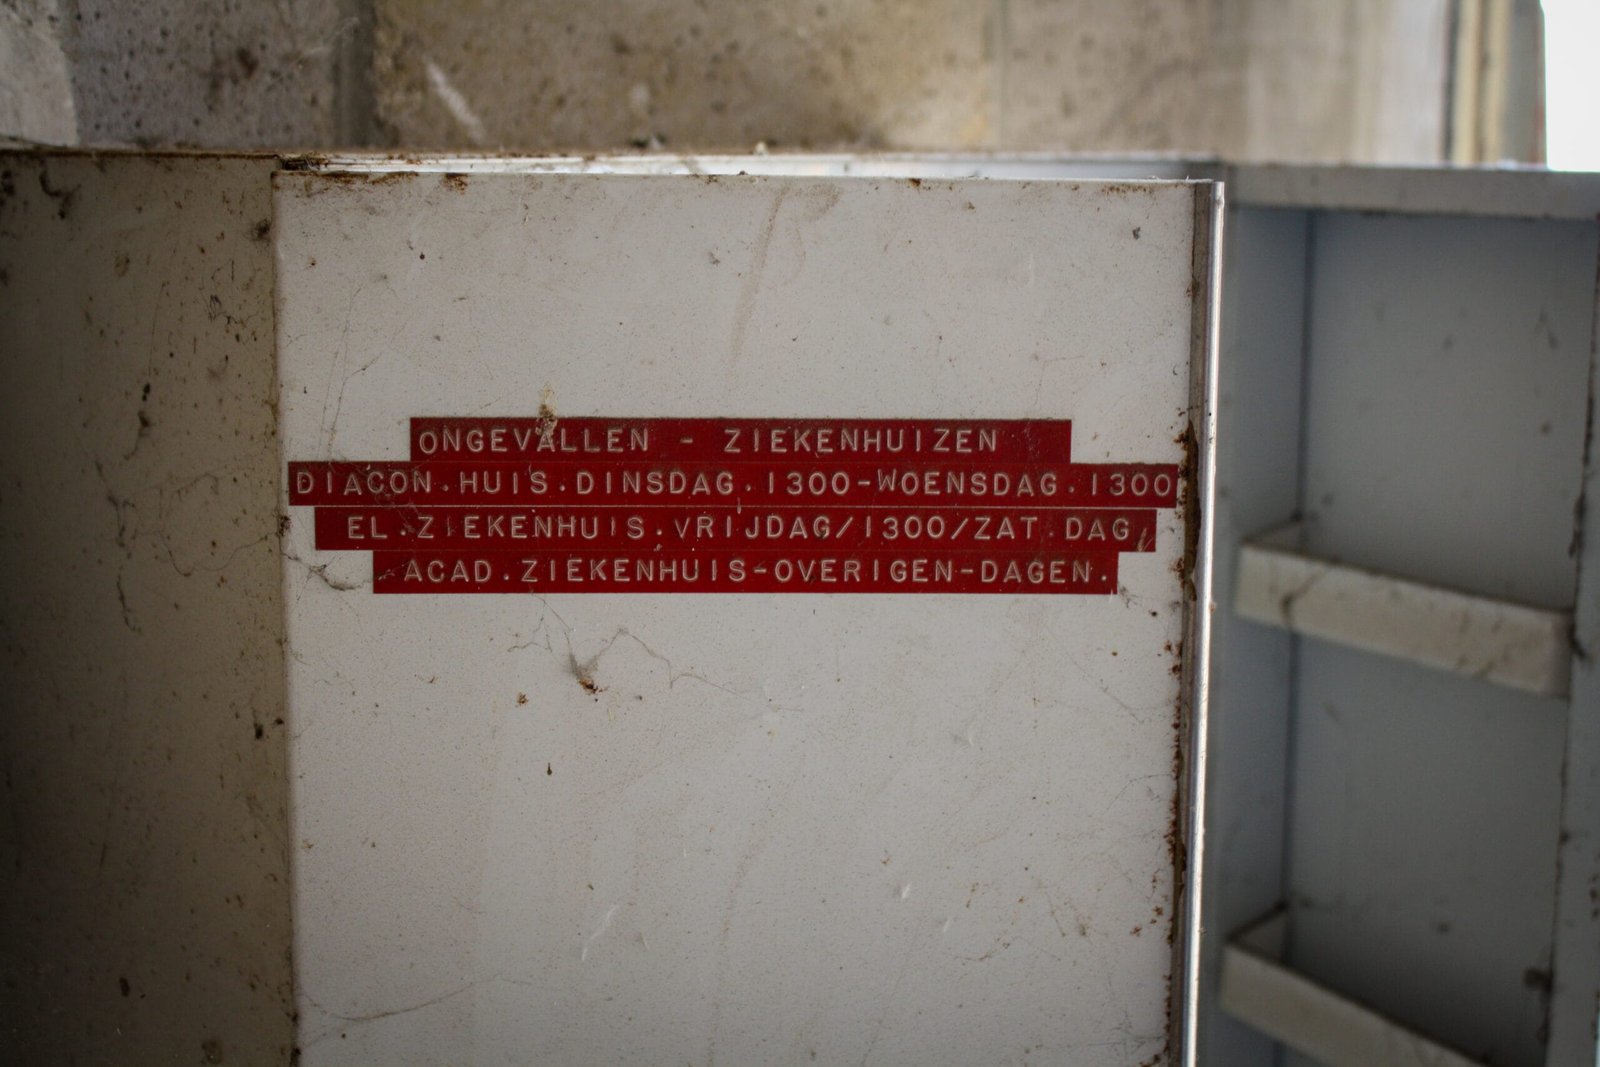 ONGEVALLEN - ZIEKENHUIZEN
DIACON.HUIS.DINSDAG.1300-WOENSDAG.1300
EL.ZIEKENHUIS.VRIJDAG/1300/ZAT.DAG,
ACAD.ZIEKENHUIS-OVERIGEN-DAGEN.